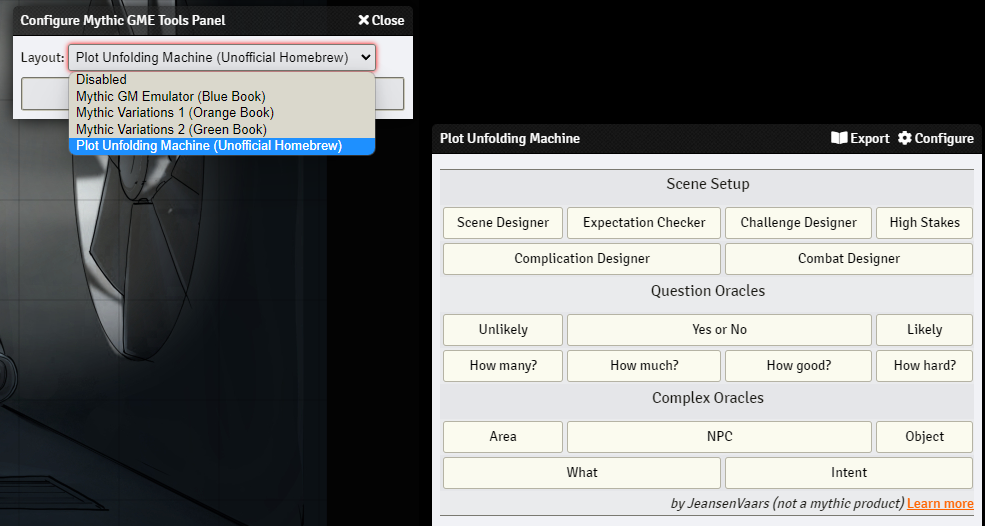 Configure Mythic GME Tools Panel
Close
Layout: Plot Unfolding Machine (Unofficial Homebrew)
Disabled
Mythic GM Emulator (Blue Book)
Mythic Variations 1 (Orange Book)
Mythic Variations 2 (Green Book)
Plot Unfolding Machine (Unofficial Homebrew)
Plot Unfolding Machine
Export Configure
Scene Setup
Scene Designer Expectation Checker Challenge Designer High Stakes
Complication Designer Combat Designer
Question Oracles
Unlikely Yes or No Likely
How many? How much? How good? How hard?
Complex Oracles
Area NPC Object
What Intent
by JeansenVaars (not a mythic product) Learn more